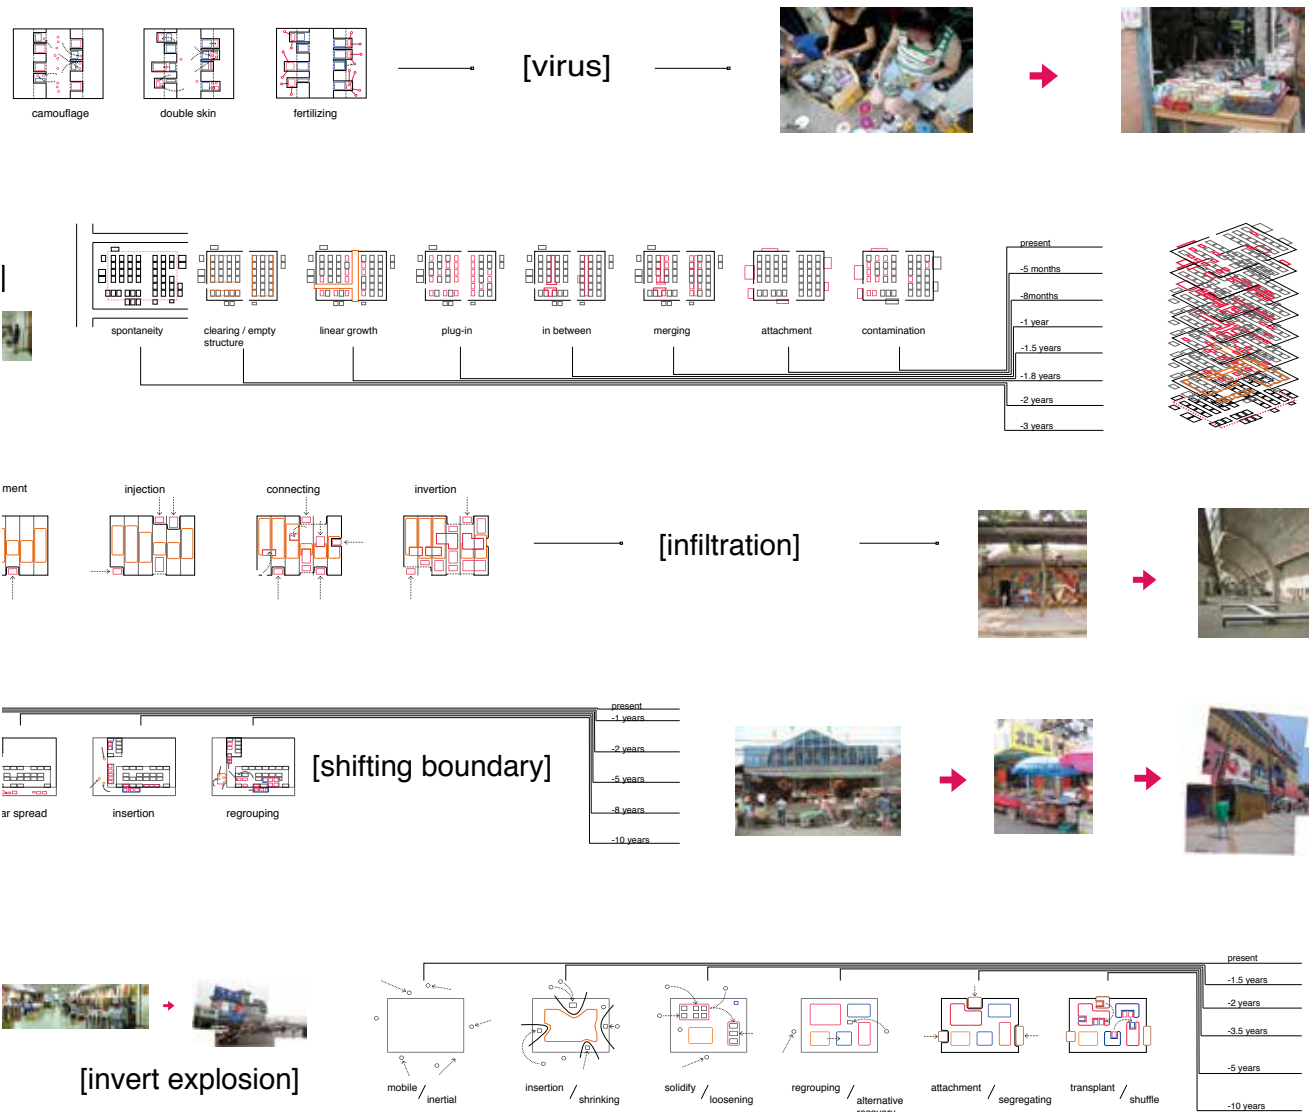 [virus]
camouflage
double skin
fertilizing
]
present
-5 months
-8months
-1 year
-1.5 years
-1.8 years
-2 years
-3 years
spontaneity
clearing / empty
structure
linear growth
plug-in
in between
merging
attachment
contamination
ment
injection
connecting
invertion
[infiltration]
present
-1 years
-2 years
-5 years
-8 years
-10 years
[shifting boundary]
ar spread
insertion
regrouping
present
-1.5 years
-2 years
-3.5 years
-5 years
-10 years
[invert explosion]
mobile / inertial
insertion / shrinking
solidify / loosening
regrouping / alternative
recovery
attachment / segregating
transplant / shuffle